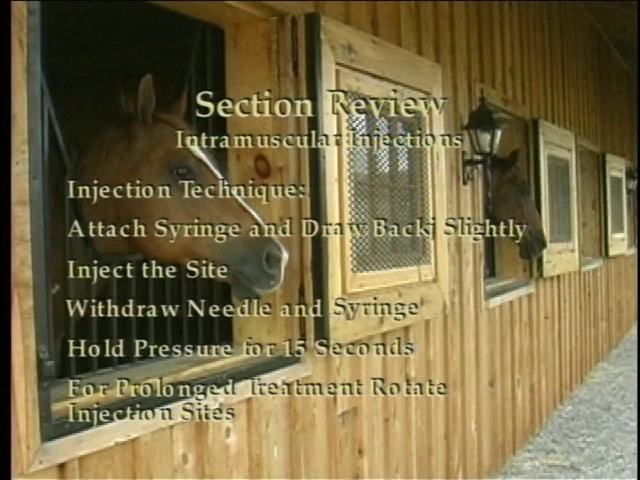 Section Review
Intramuscular Injections
Injection Technique:
Attach Syringe and Draw Backj Slightly
Inject the Site
Withdraw Needle and Syringe
Hold Pressure for 15 Seconds
For Prolonged Treatment Rotate
Injection Sites